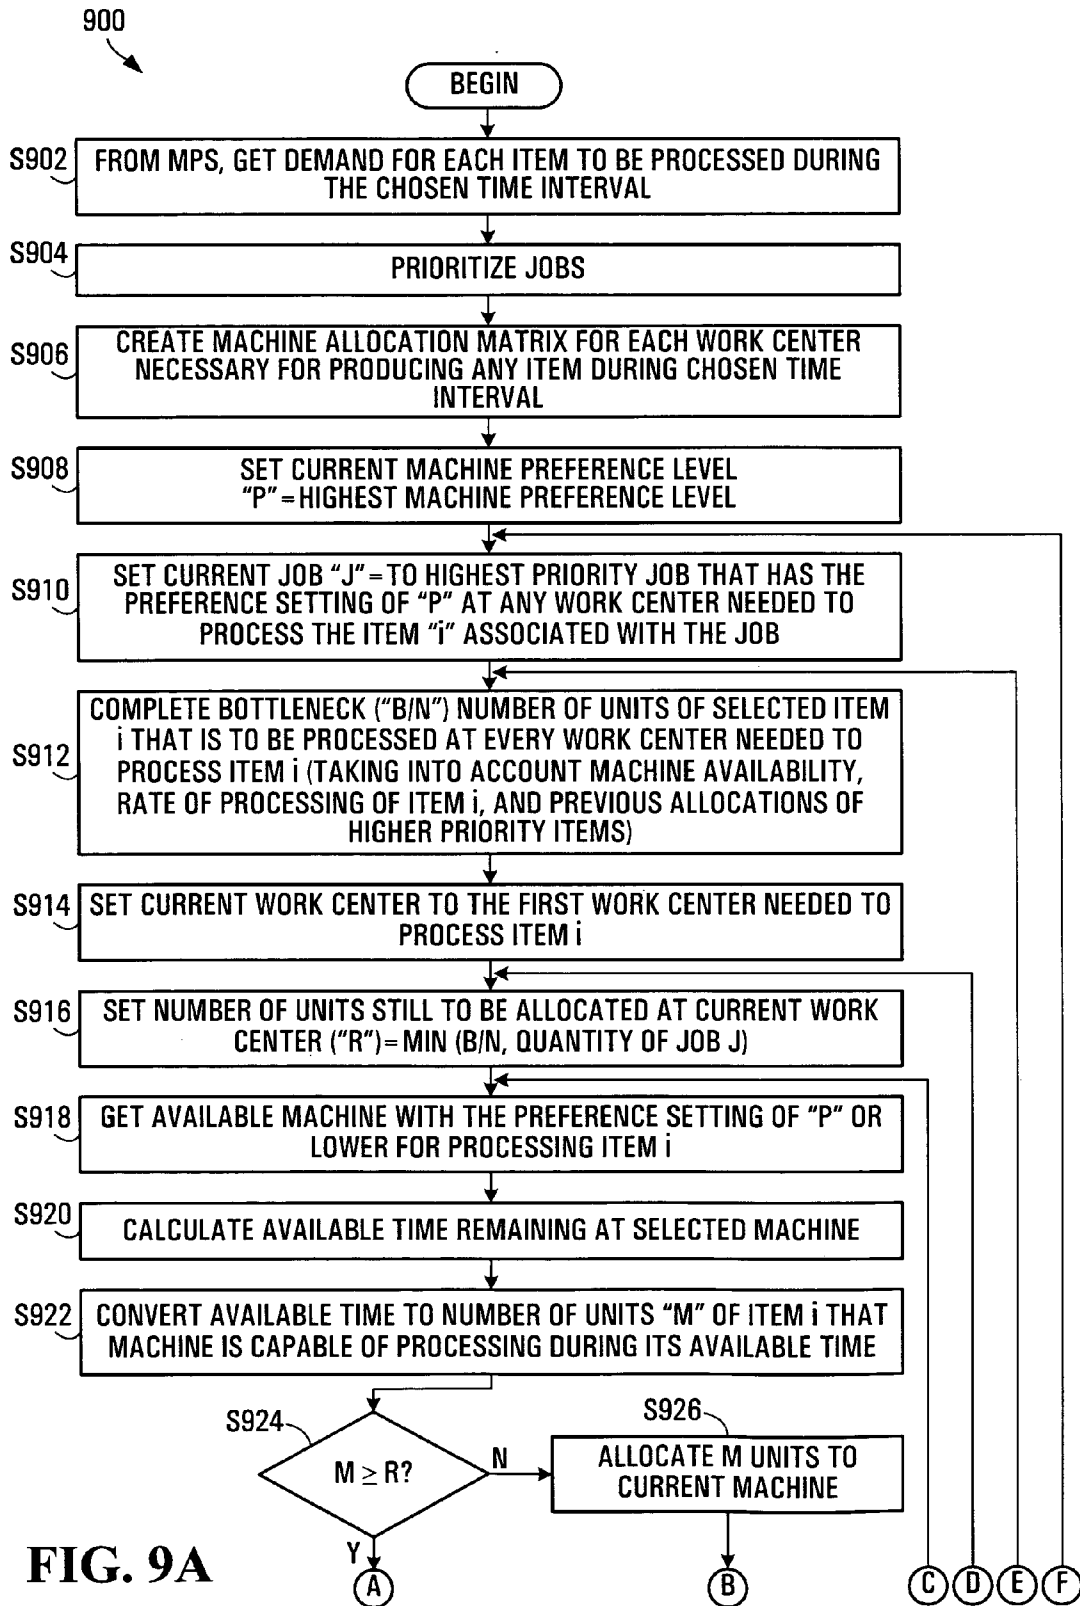 900
BEGIN
S902
FROM MPS, GET DEMAND FOR EACH ITEM TO BE PROCESSED DURING
THE CHOSEN TIME INTERVAL
S904
PRIORITIZE JOBS
S906
CREATE MACHINE ALLOCATION MATRIX FOR EACH WORK CENTER
NECESSARY FOR PRODUCING ANY ITEM DURING CHOSEN TIME
INTERVAL
S908
SET CURRENT MACHINE PREFERENCE LEVEL
"P"=HIGHEST MACHINE PREFERENCE LEVEL
S910
SET CURRENT JOB "J"=TO HIGHEST PRIORITY JOB THAT HAS THE
PREFERENCE SETTING OF "P" AT ANY WORK CENTER NEEDED TO
PROCESS THE ITEM "i" ASSOCIATED WITH THE JOB
S912
COMPLETE BOTTLENECK ("B/N") NUMBER OF UNITS OF SELECTED ITEM
i THAT IS TO BE PROCESSED AT EVERY WORK CENTER NEEDED TO
PROCESS ITEM i (TAKING INTO ACCOUNT MACHINE AVAILABILITY,
RATE OF PROCESSING OF ITEM i, AND PREVIOUS ALLOCATIONS OF
HIGHER PRIORITY ITEMS)
S914
SET CURRENT WORK CENTER TO THE FIRST WORK CENTER NEEDED TO
PROCESS ITEM i
S916
SET NUMBER OF UNITS STILL TO BE ALLOCATED AT CURRENT WORK
CENTER ("R")=MIN (B/N, QUANTITY OF JOB J)
S918
GET AVAILABLE MACHINE WITH THE PREFERENCE SETTING OF "P" OR
LOWER FOR PROCESSING ITEM i
S920
CALCULATE AVAILABLE TIME REMAINING AT SELECTED MACHINE
S922
CONVERT AVAILABLE TIME TO NUMBER OF UNITS "M" OF ITEM i THAT
MACHINE IS CAPABLE OF PROCESSING DURING ITS AVAILABLE TIME
S924
M ≥ R?
N
S926
ALLOCATE M UNITS TO
CURRENT MACHINE
Y
A
B
C
D
E
F
FIG. 9A